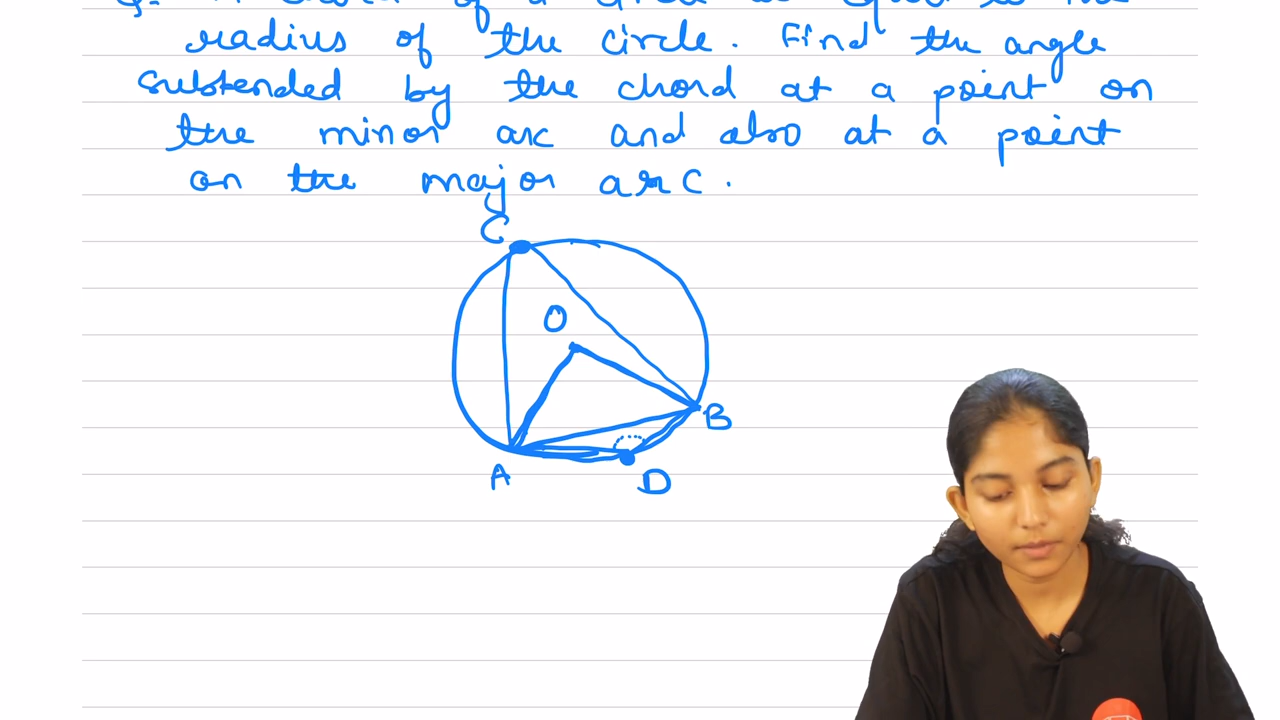 radius of the circle. Find the angle
subtended by the chord at a point on
the minor arc and also at a point
on the major arc.
C
O
B
A
D